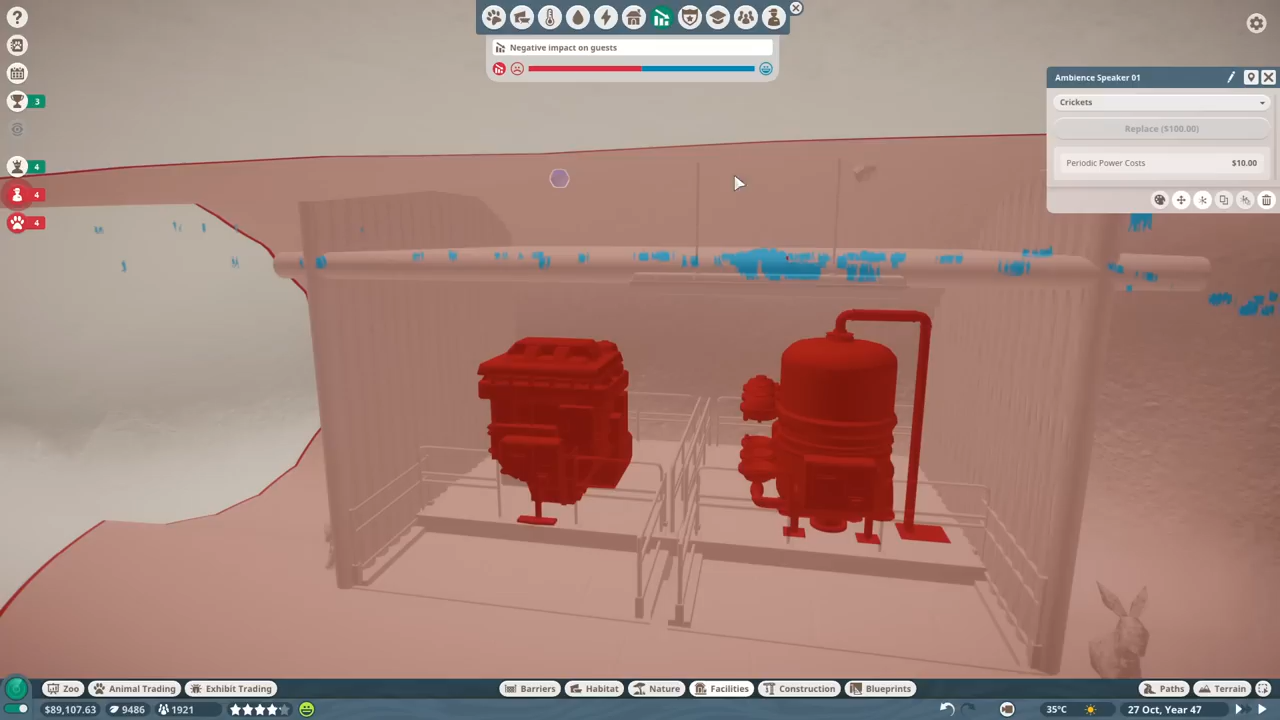 ?
Negative impact on guests
Ambience Speaker 01
Crickets
Replace ($100.00)
Periodic Power Costs $10.00
3
4
4
4
Zoo Animal Trading Exhibit Trading Barriers Habitat Nature Facilities Construction Blueprints Paths Terrain
$89,107.63 9486 1921 35°C 27 Oct, Year 47